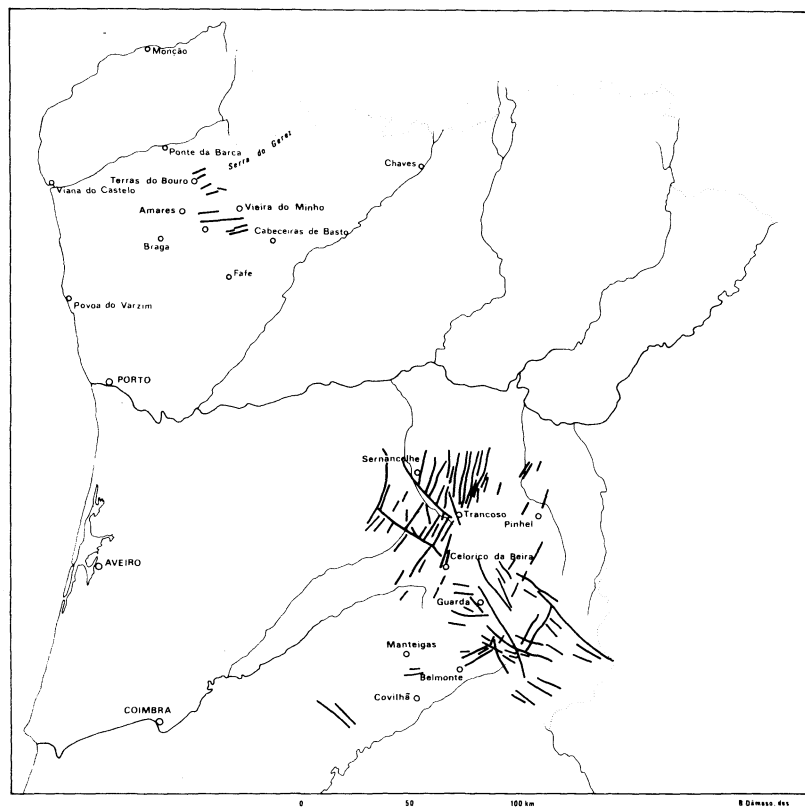 Monção
Ponte da Barca
Serra do Gerez
Chaves
Terras do Bouro
Viana do Castelo
Amares
Vieira do Minho
Cabeceiras de Basto
Braga
Fafe
Povoa do Varzim
PORTO
Sernancelhe
Trancoso
Pinhel
AVEIRO
Celorico da Beira
Guarda
Manteigas
Belmonte
Covilhã
COIMBRA
0 50 100 km
B Dámaso. des